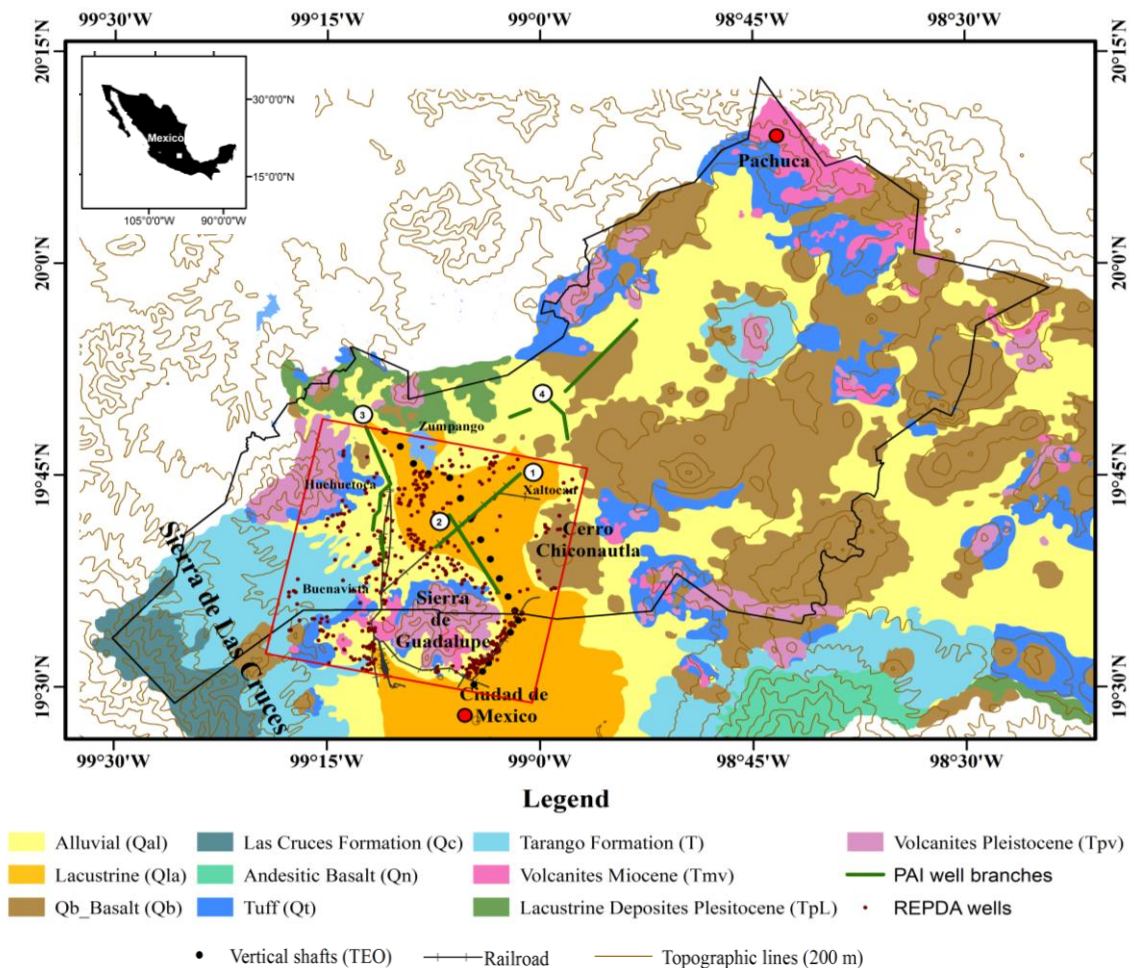 99°30'W 99°15'W 99°0'W 98°45'W 98°30'W
20°15'N
20°15'N
30°0'0"N
Mexico
15°0'0"N
105°0'0"W 90°0'0"W
Pachuca
20°0'N
20°0'N
4
3
Zumpango
19°45'N
19°45'N
1
Huehuetoca
Xaltocan
2
Cerro
Chiconautla
Sierra de Las Cruces
Buenavista
Sierra
de
Guadalupe
19°30'N
19°30'N
Ciudad de
Mexico
99°30'W 99°15'W 99°0'W 98°45'W 98°30'W
Legend
Alluvial (Qal) Las Cruces Formation (Qc) Tarango Formation (T) Volcanites Pleistocene (Tpv)
Lacustrine (Qla) Andesitic Basalt (Qn) Volcanites Miocene (Tmv) PAI well branches
Qb_Basalt (Qb) Tuff (Qt) Lacustrine Deposites Plesitocene (TpL) REPDA wells
Vertical shafts (TEO) Railroad Topographic lines (200 m)